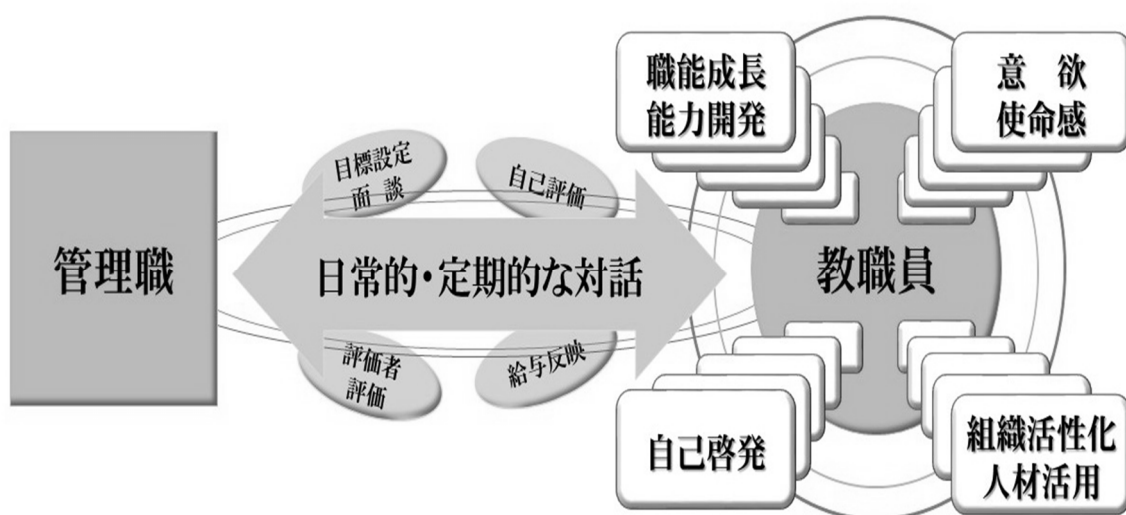 管理職
目標設定
面 談
自己評価
日常的・定期的な対話
評価者
評価
給与反映
職能成長
能力開発
意 欲
使命感
教職員
自己啓発
組織活性化
人材活用